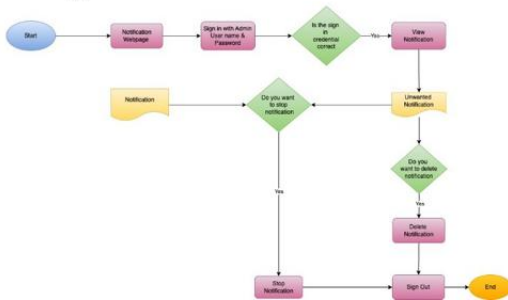 Start
Notification
Webpage
Sign in with Admin
User name &
Password
Is the sign
in
credential
correct
Yes
View
Notification
Notification
Do you want
to stop
notification
Unwanted
Notification
Do you
want to delete
notification
Yes
Yes
Delete
Notification
Stop
Notification
Sign Out
End